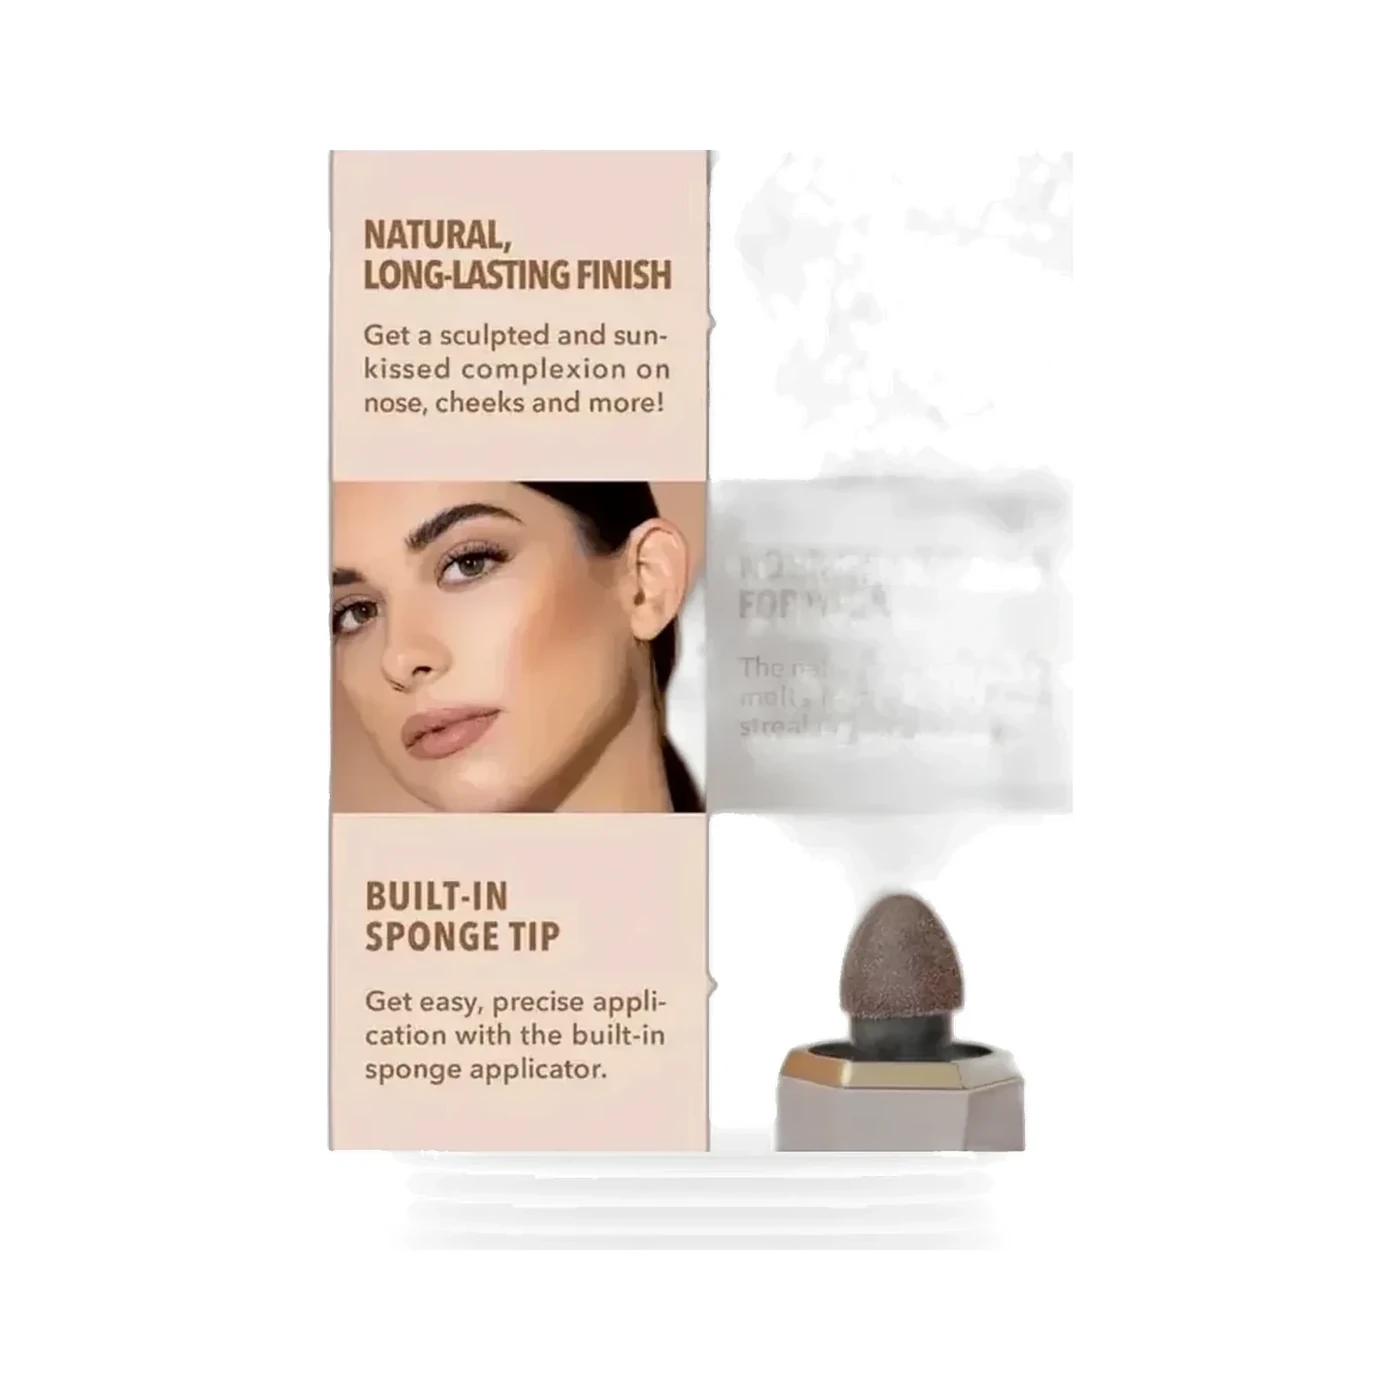 NATURAL,
LONG-LASTING FINISH
Get a sculpted and sun-
kissed complexion on
nose, cheeks and more!
The
BUILT-IN
SPONGE TIP
Get easy, precise appli-
cation with the built-in
sponge applicator.